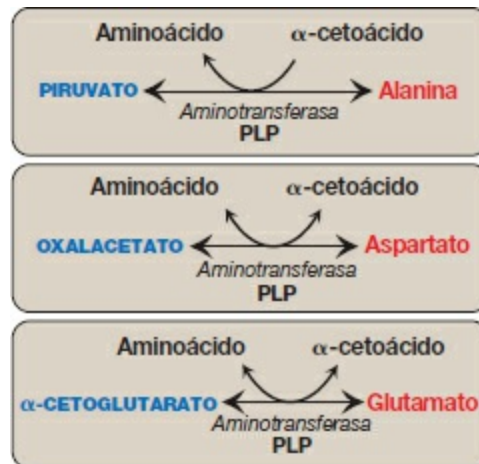 Aminoácido α-cetoácido
PIRUVATO Alanina
Aminotransferasa
PLP
Aminoácido α-cetoácido
OXALACETATO Aspartato
Aminotransferasa
PLP
Aminoácido α-cetoácido
α-CETOGLUTARATO Glutamato
Aminotransferasa
PLP